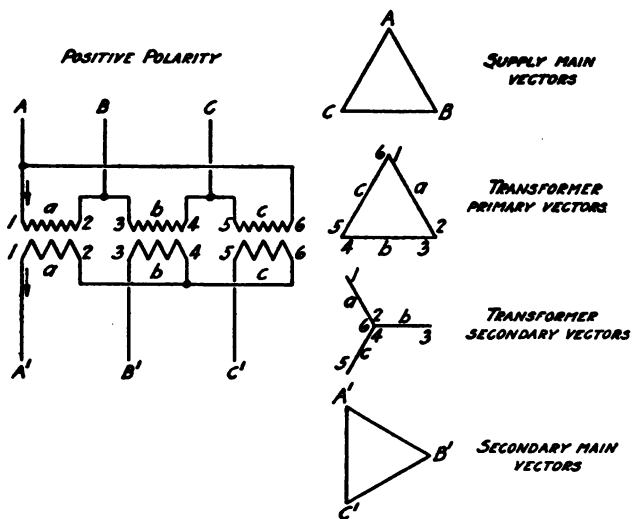 POSITIVE POLARITY
A B C
a b c
1 2 3 4 5 6
1 2 3 4 5 6
a b c
A' B' C'
A
C B
SUPPLY MAIN
VECTORS
6 1
c a
5 2
4 b 3
TRANSFORMER
PRIMARY VECTORS
1
a
2 b
6 4 3
c
5
TRANSFORMER
SECONDARY VECTORS
A'
B'
C'
SECONDARY MAIN
VECTORS